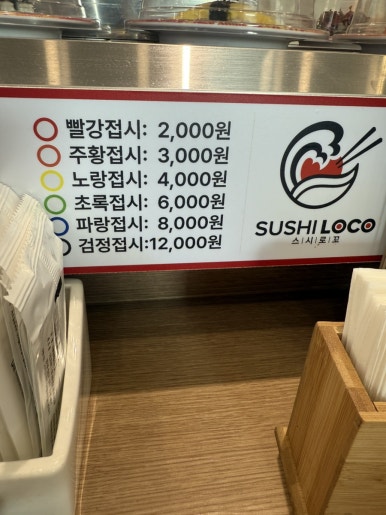 빨강접시: 2,000원
주황접시: 3,000원
노랑접시: 4,000원
초록접시: 6,000원
파랑접시: 8,000원
검정접시:12,000원
SUSHI LOCO
스|시|로|꼬